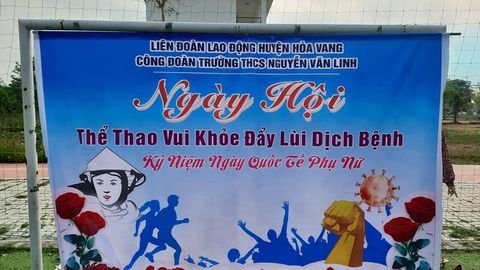 LIÊN ĐOÀN LAO ĐỘNG HUYỆN HÒA VANG
CÔNG ĐOÀN TRƯỜNG THCS NGUYỄN VĂN LINH
Ngày Hội
Thể Thao Vui Khỏe Đẩy Lùi Dịch Bệnh
Kỷ Niệm Ngày Quốc Tế Phụ Nữ